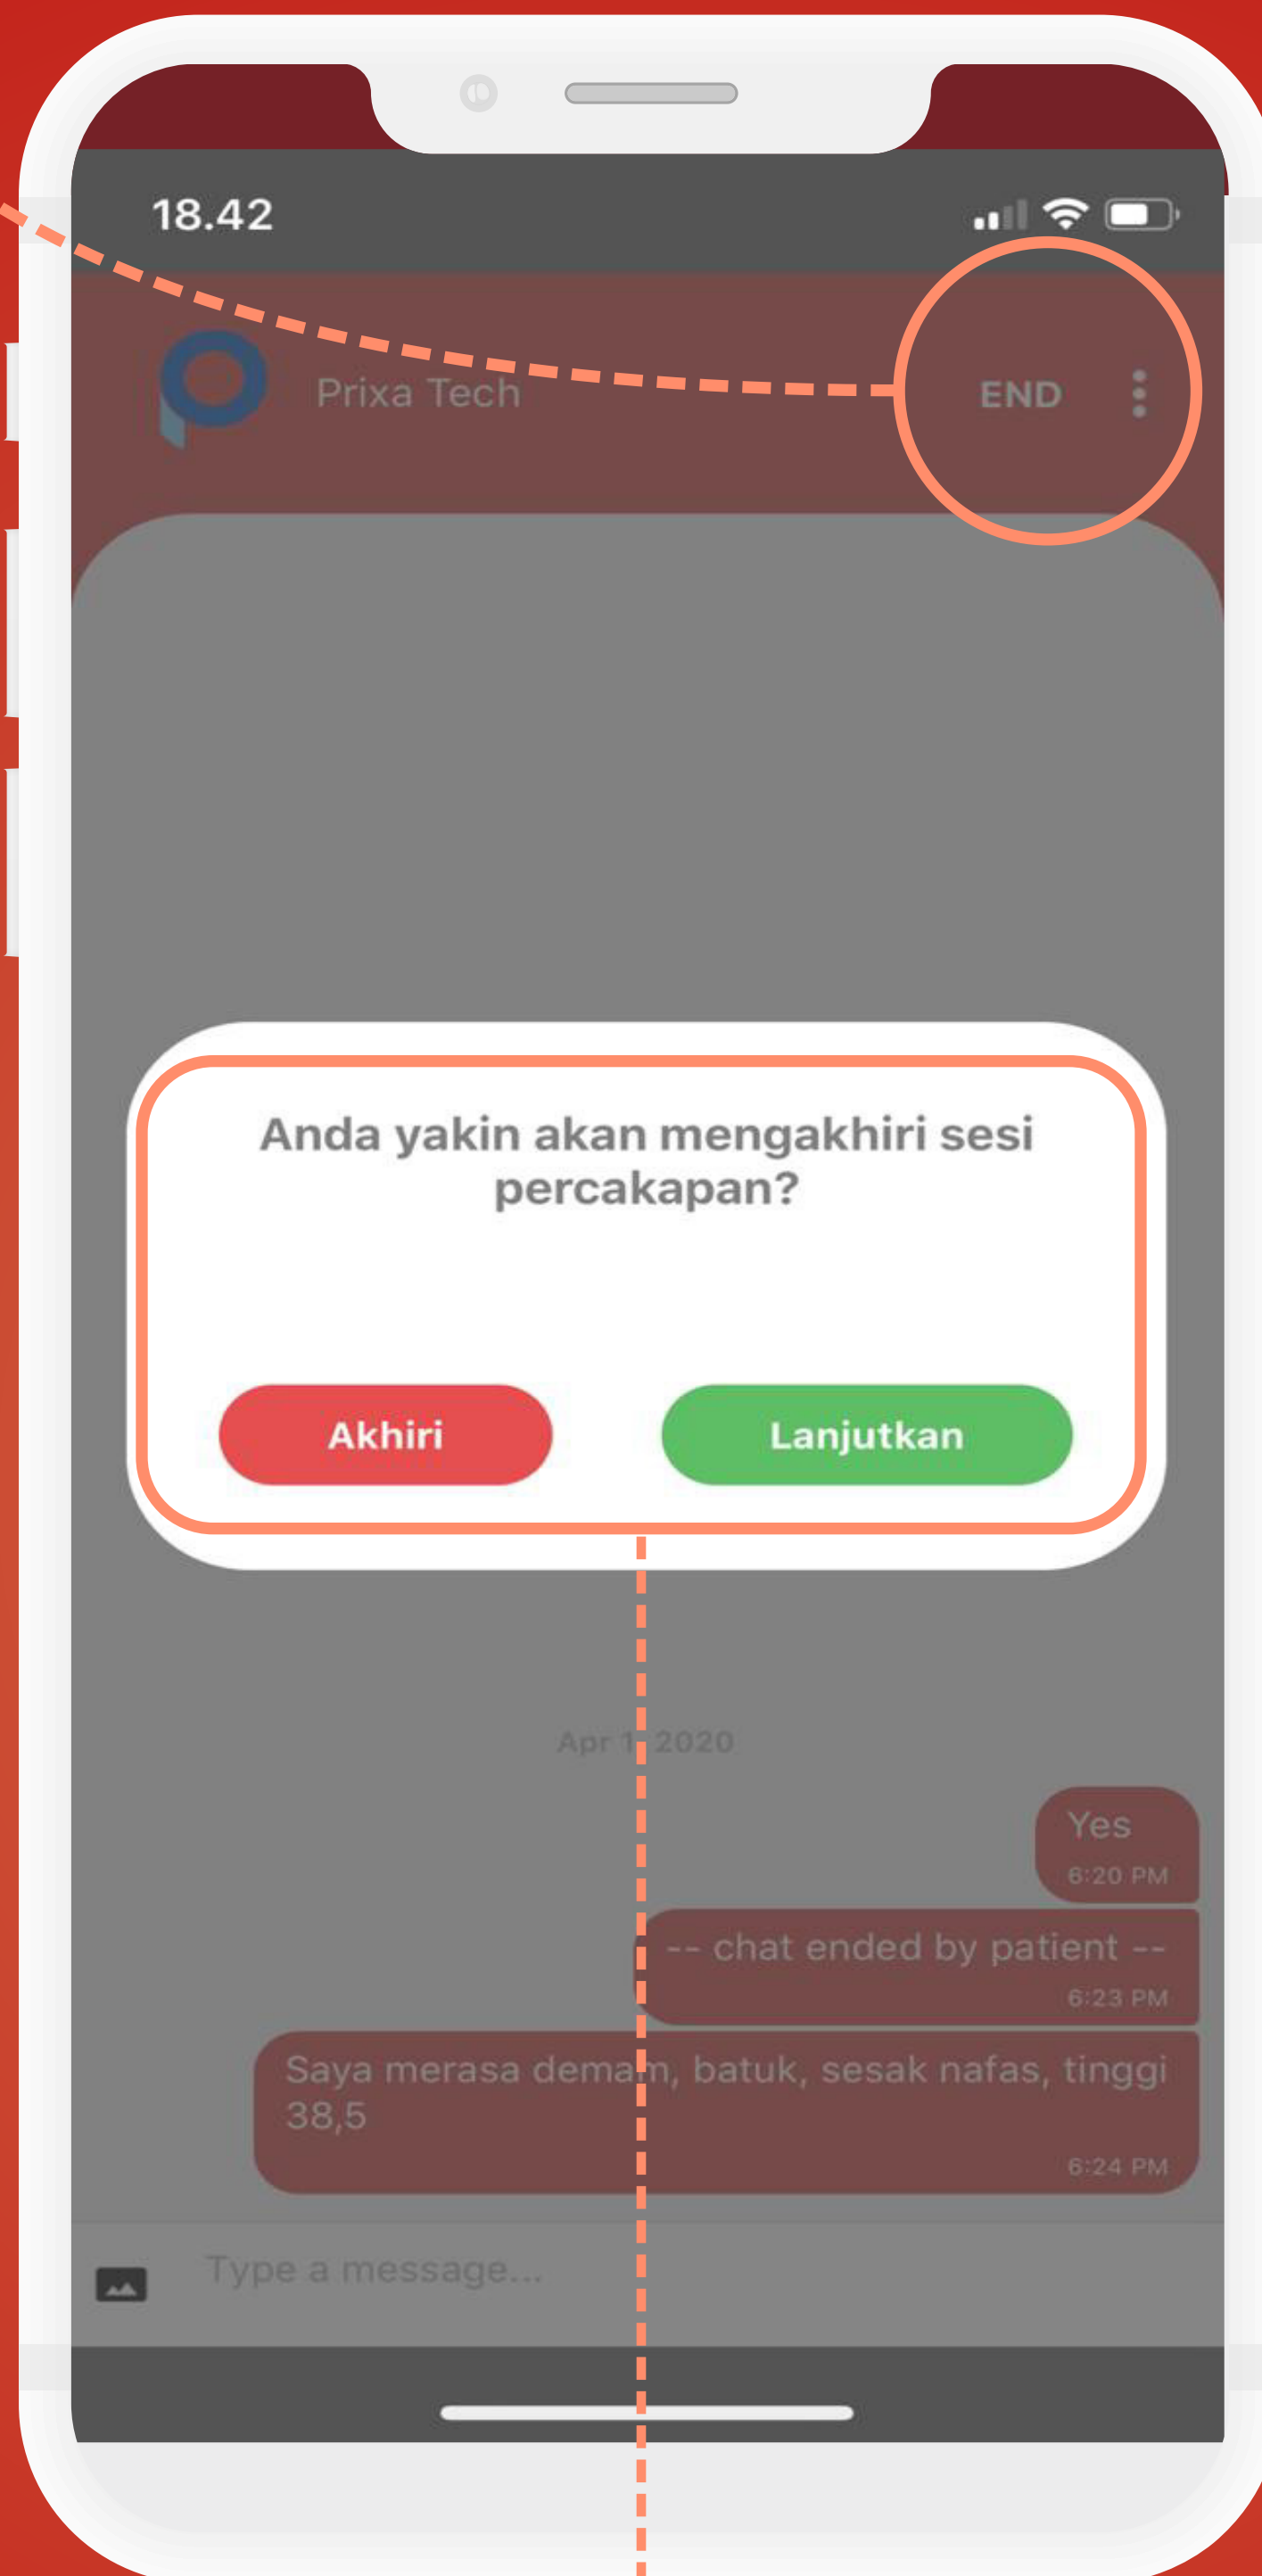 18.42
Prixa Tech
END
Anda yakin akan mengakhiri sesi
percakapan?
Akhiri
Lanjutkan
Apr 1, 2020
Yes
6:20 PM
-- chat ended by patient --
6:23 PM
Saya merasa demam, batuk, sesak nafas, tinggi
38,5
6:24 PM
Type a message...